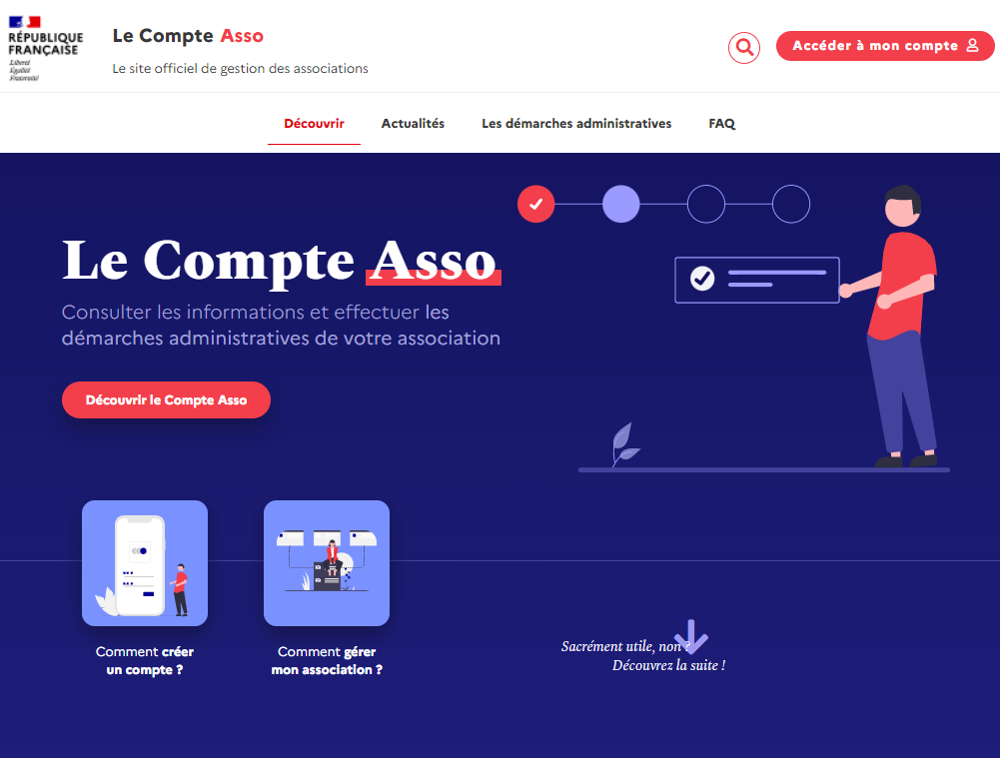 RÉPUBLIQUE
FRANÇAISE
Liberté
Égalité
Fraternité
Le Compte Asso
Le site officiel de gestion des associations
Accéder à mon compte
Découvrir
Actualités
Les démarches administratives
FAQ
Le Compte Asso
Consulter les informations et effectuer les
démarches administratives de votre association
Découvrir le Compte Asso
Comment créer
un compte ?
Comment gérer
mon association ?
Sacrément utile, non ?
Découvrez la suite !